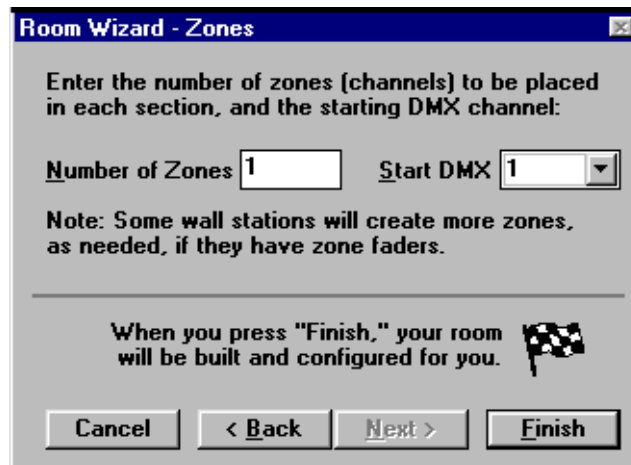 Room Wizard - Zones
Enter the number of zones (channels) to be placed
in each section, and the starting DMX channel:
Number of Zones 1 Start DMX 1
Note: Some wall stations will create more zones,
as needed, if they have zone faders.
When you press "Finish," your room
will be built and configured for you.
Cancel < Back Next > Finish